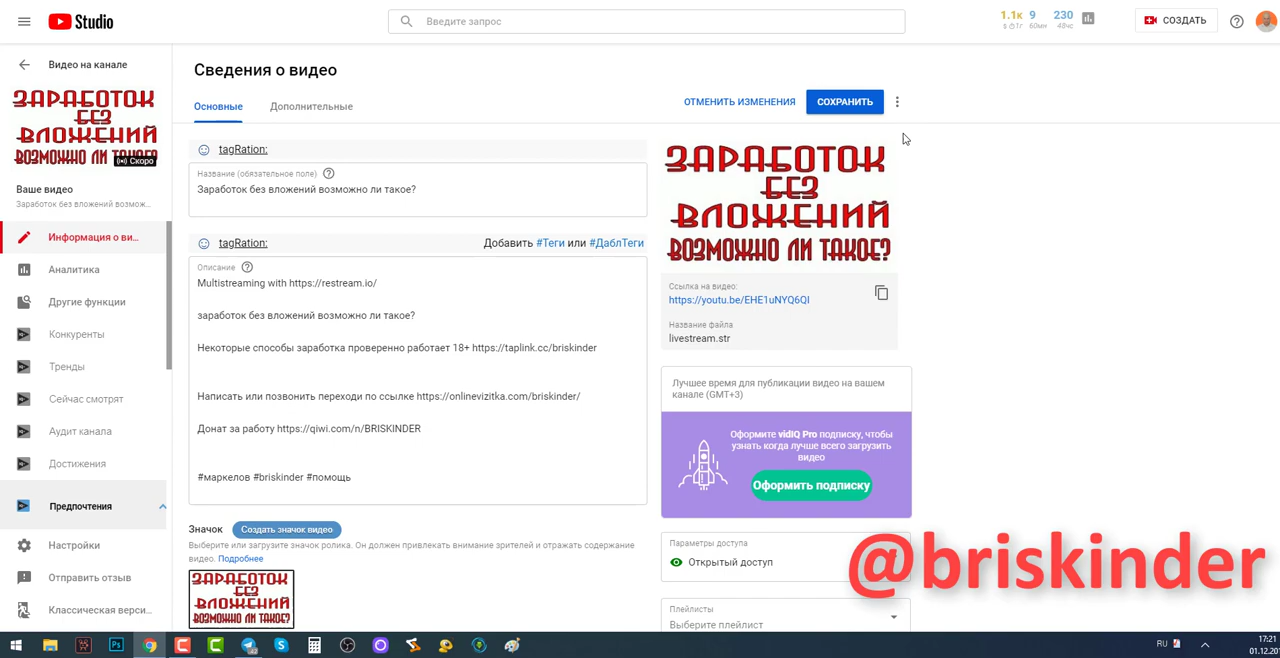 Studio
Введите запрос
1.1к 9 230
60мн 48чс
СОЗДАТЬ
Видео на канале
ЗАРАБОТОК
БЕЗ
ВЛОЖЕНИЙ
ВОЗМОЖНО ЛИ ТАКОЕ?
Скоро
Ваше видео
Заработок без вложений возмож...
Информация о ви...
Аналитика
Другие функции
Конкуренты
Тренды
Сейчас смотрят
Аудит канала
Достижения
Предпочтения
Настройки
Отправить отзыв
Классическая верси...
Сведения о видео
Основные
Дополнительные
ОТМЕНИТЬ ИЗМЕНЕНИЯ
СОХРАНИТЬ
tagRation:
Название (обязательное поле)
Заработок без вложений возможно ли такое?
tagRation:
Добавить #Теги или #ДаблТеги
Описание
Multistreaming with https://restream.io/
заработок без вложений возможно ли такое?
Некоторые способы заработка проверенно работает 18+ https://taplink.cc/briskinder
Написать или позвонить переходи по ссылке https://onlinevizitka.com/briskinder/
Донат за работу https://qiwi.com/n/BRISKINDER
#маркелов #briskinder #помощь
Значок
Создать значок видео
Выберите или загрузите значок ролика. Он должен привлекать внимание зрителей и отражать содержание
видео. Подробнее
ЗАРАБОТОК
БЕЗ
ВЛОЖЕНИЙ
ВОЗМОЖНО ЛИ ТАКОЕ?
ЗАРАБОТОК
БЕЗ
ВЛОЖЕНИЙ
ВОЗМОЖНО ЛИ ТАКОЕ?
Ссылка на видео:
https://youtu.be/EHE1uNYQ6QI
Название файла
livestream.str
Лучшее время для публикации видео на вашем
канале (GMT+3)
Оформите vidIQ Pro подписку, чтобы
узнать когда лучше всего загрузить
видео
Оформить подписку
Параметры доступа
Открытый доступ
Плейлисты
Выберите плейлист
@briskinder
Ps
RU
17:21
01.12.20